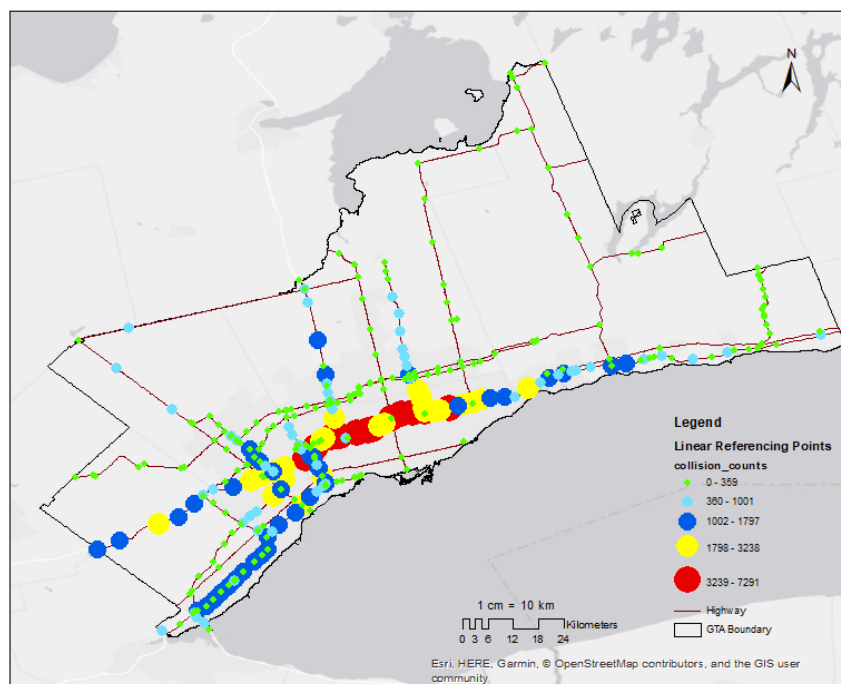 N
Legend
Linear Referencing Points
collision_counts
0 - 359
360 - 1001
1002 - 1797
1798 - 3238
3239 - 7291
Highway
GTA Boundary
1 cm = 10 km
Kilometers
0 3 6 12 18 24
Esri, HERE, Garmin, © OpenStreetMap contributors, and the GIS user
community